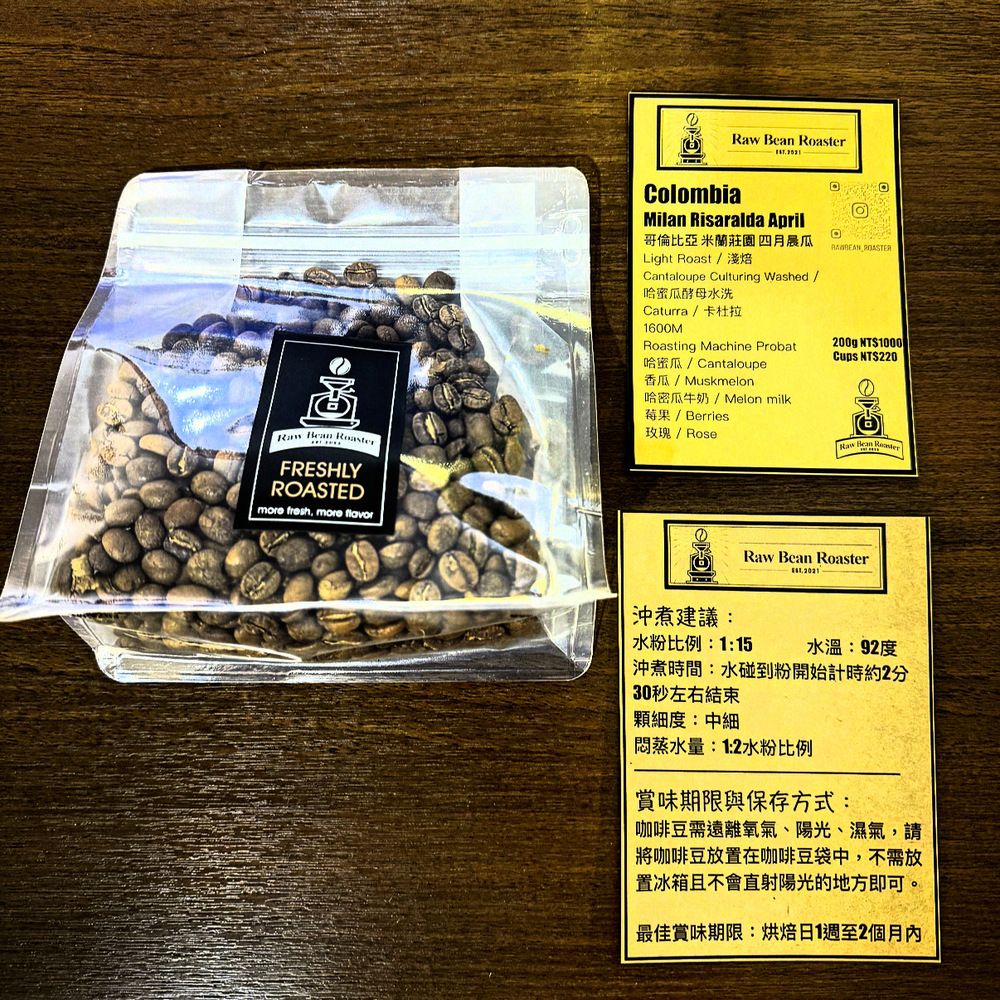 Raw Bean Roaster
FRESHLY
ROASTED
more fresh, more flavor
Raw Bean Roaster
EST.2021
Colombia
Milan Risaralda April
哥倫比亞 米蘭莊園 四月晨瓜
RAWBEAN_ROASTER
Light Roast / 淺焙
Cantaloupe Culturing Washed /
哈蜜瓜酵母水洗
Caturra / 卡杜拉
1600M
Roasting Machine Probat
200g NT$1000
Cups NT$220
哈蜜瓜 / Cantaloupe
香瓜 / Muskmelon
哈密瓜牛奶 / Melon milk
莓果 / Berries
玫瑰 / Rose
Raw Bean Roaster
Raw Bean Roaster
EST.2021
沖煮建議：
水粉比例：1:15 水溫：92度
沖煮時間：水碰到粉開始計時約2分
30秒左右結束
顆細度：中細
悶蒸水量：1:2水粉比例
賞味期限與保存方式：
咖啡豆需遠離氧氣、陽光、濕氣，請
將咖啡豆放置在咖啡豆袋中，不需放
置冰箱且不會直射陽光的地方即可。
最佳賞味期限：烘焙日1週至2個月內